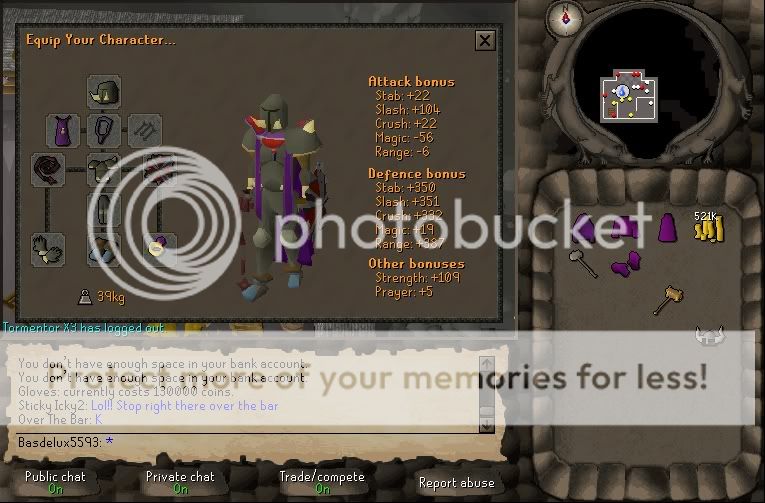 Equip Your Character...
Attack bonus
Stab: +22
Slash: +104
Crush: +22
Magic: -56
Range: -6
Defence bonus
Stab: +350
Slash: +351
Crush: +332
Magic: +19
Range: +387
Other bonuses
Strength: +109
Prayer: +5
39kg
521K
photobucket
Tormentor X3 has logged out.
You don't have enough space in your bank account.
You don't have enough space in your bank account.
Gloves: currently costs 130000 coins.
Sticky Icky2: Lol!! Stop right there over the bar
Over The Bar: K
Basdelux5593: *
Protect more of your memories for less!
Public chat
On
Private chat
On
Trade/compete
On
Report abuse